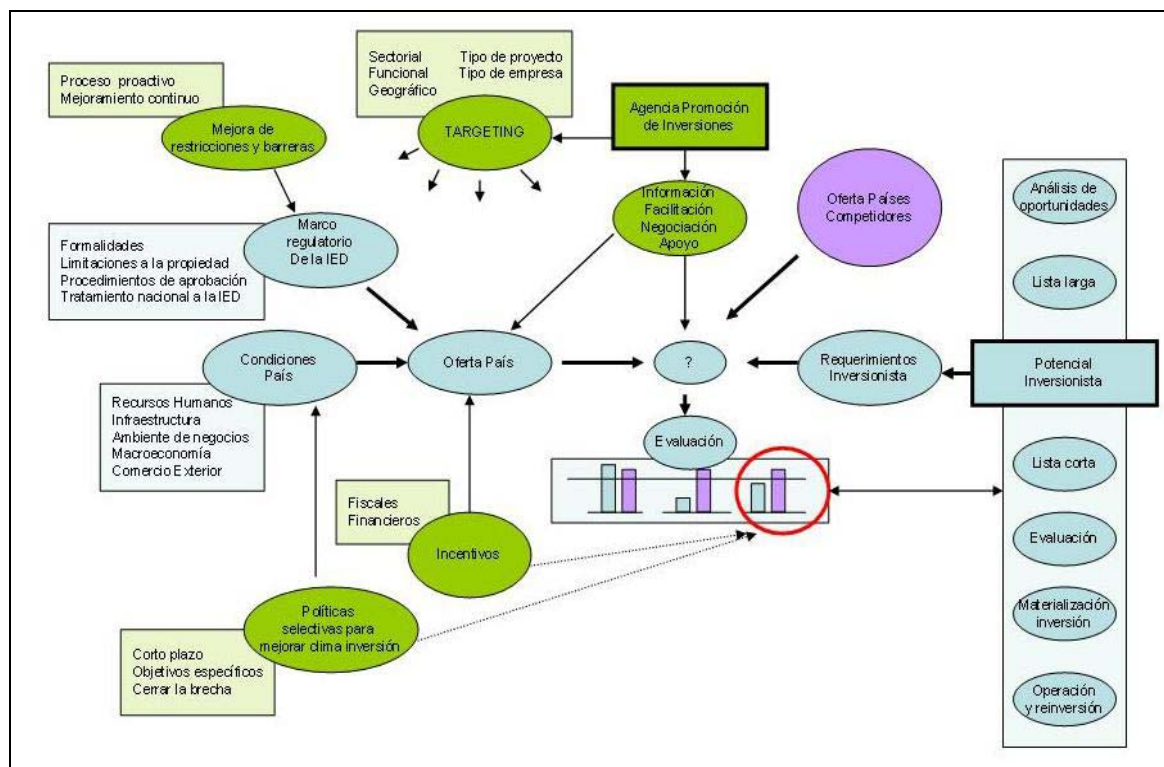 Sectorial Tipo de proyecto
Funcional Tipo de empresa
Geográfico
TARGETING
Proceso proactivo
Mejoramiento continuo
Mejora de
restricciones y barreras
Agencia Promoción
de Inversiones
Información
Facilitación
Negociación
Apoyo
Oferta Países
Competidores
Análisis de
oportunidades
Lista larga
Marco
regulatorio
De la IED
Formalidades
Limitaciones a la propiedad
Procedimientos de aprobación
Tratamiento nacional a la IED
Condiciones
País
Oferta País
?
Requerimientos
Inversionista
Potencial
Inversionista
Recursos Humanos
Infraestructura
Ambiente de negocios
Macroeconomía
Comercio Exterior
Evaluación
Lista corta
Fiscales
Financieros
Incentivos
Evaluación
Materialización
inversión
Políticas
selectivas para
mejorar clima inversión
Corto plazo
Objetivos específicos
Cerrar la brecha
Operación
y reinversión